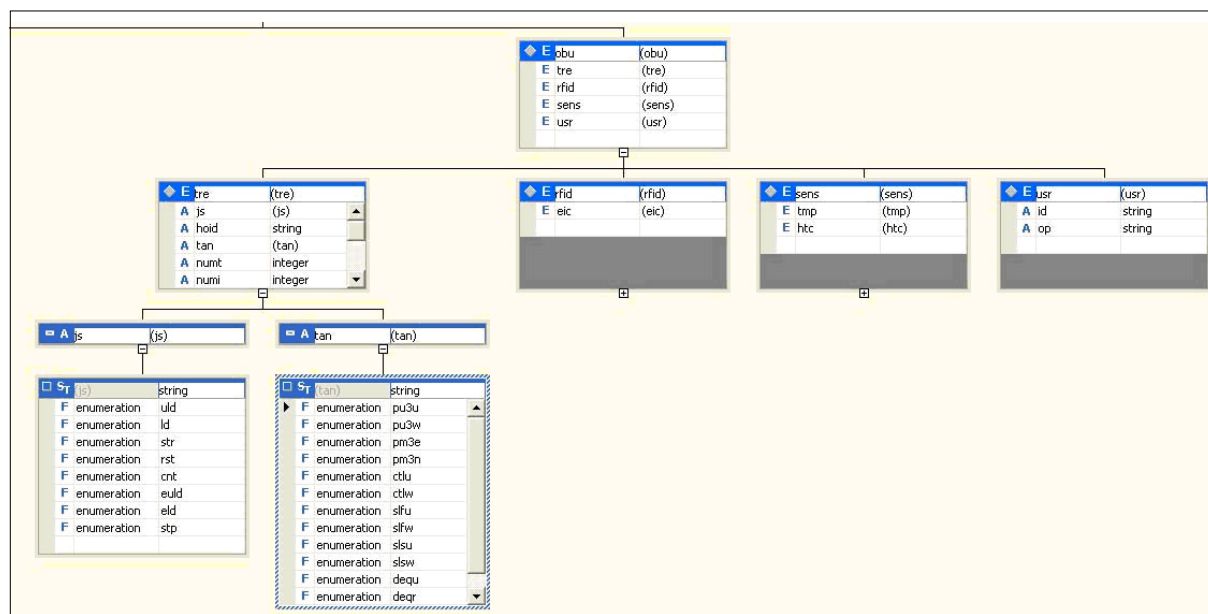 E obu (obu)
E tre (tre)
E rfid (rfid)
E sens (sens)
E usr (usr)
E tre (tre)
A js (js)
A hoid string
A tan (tan)
A numt integer
A numi integer
E rfid (rfid)
E eic (eic)
E sens (sens)
E tmp (tmp)
E htc (htc)
E usr (usr)
A id string
A op string
A js (js)
A tan (tan)
ST (js) string
F enumeration uld
F enumeration ld
F enumeration str
F enumeration rst
F enumeration cnt
F enumeration euld
F enumeration eld
F enumeration stp
ST (tan) string
F enumeration pu3u
F enumeration pu3w
F enumeration pm3e
F enumeration pm3n
F enumeration ctlu
F enumeration ctlw
F enumeration slfu
F enumeration slfw
F enumeration slsu
F enumeration slsw
F enumeration dequ
F enumeration deqr